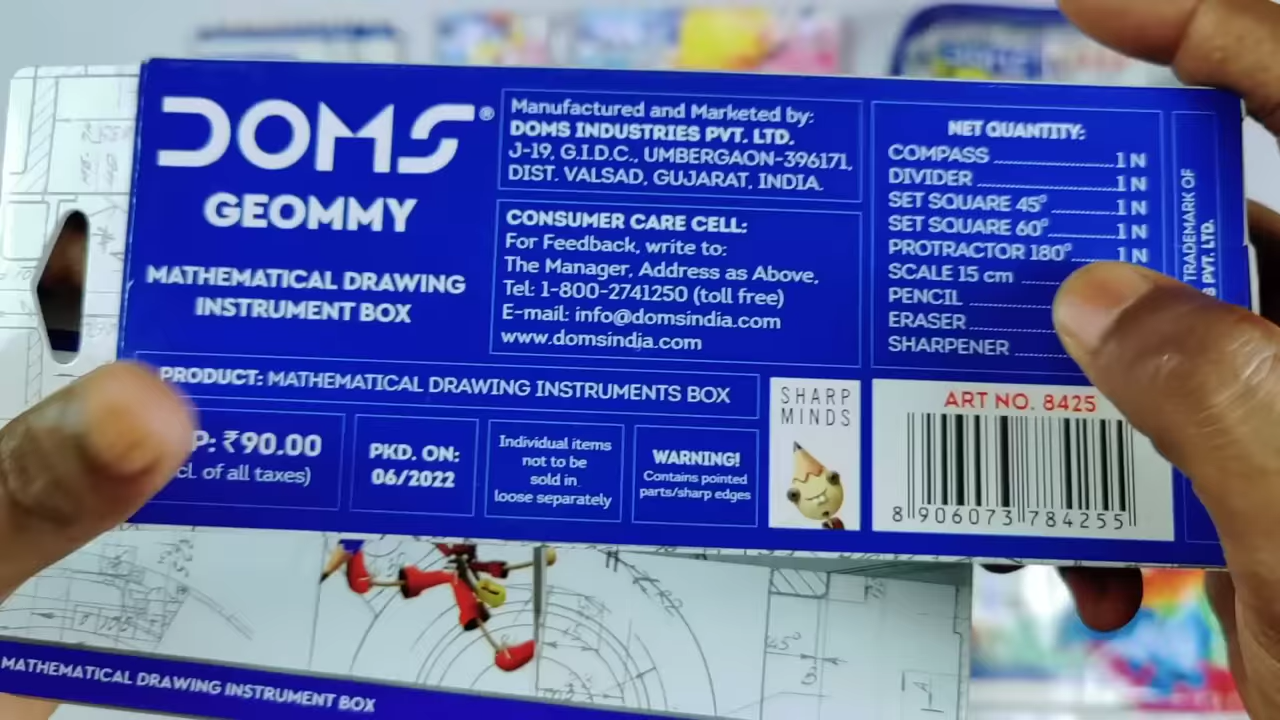 DOMS®
GEOMMY
MATHEMATICAL DRAWING
INSTRUMENT BOX
Manufactured and Marketed by:
DOMS INDUSTRIES PVT. LTD.
J-19, G.I.D.C., UMBERGAON-396171,
DIST. VALSAD, GUJARAT, INDIA.
CONSUMER CARE CELL:
For Feedback, write to:
The Manager, Address as Above,
Tel: 1-800-2741250 (toll free)
E-mail: info@domsindia.com
www.domsindia.com
NET QUANTITY:
COMPASS 1 N
DIVIDER 1 N
SET SQUARE 45° 1 N
SET SQUARE 60° 1 N
PROTRACTOR 180° 1 N
SCALE 15 cm
PENCIL
ERASER
SHARPENER
TRADEMARK OF
PVT. LTD.
PRODUCT: MATHEMATICAL DRAWING INSTRUMENTS BOX
P: ₹90.00
cl. of all taxes)
PKD. ON:
06/2022
Individual items
not to be
sold in
loose separately
WARNING!
Contains pointed
parts/sharp edges
SHARP
MINDS
ART NO. 8425
8 906073 784255
45°
MATHEMATICAL DRAWING INSTRUMENT BOX